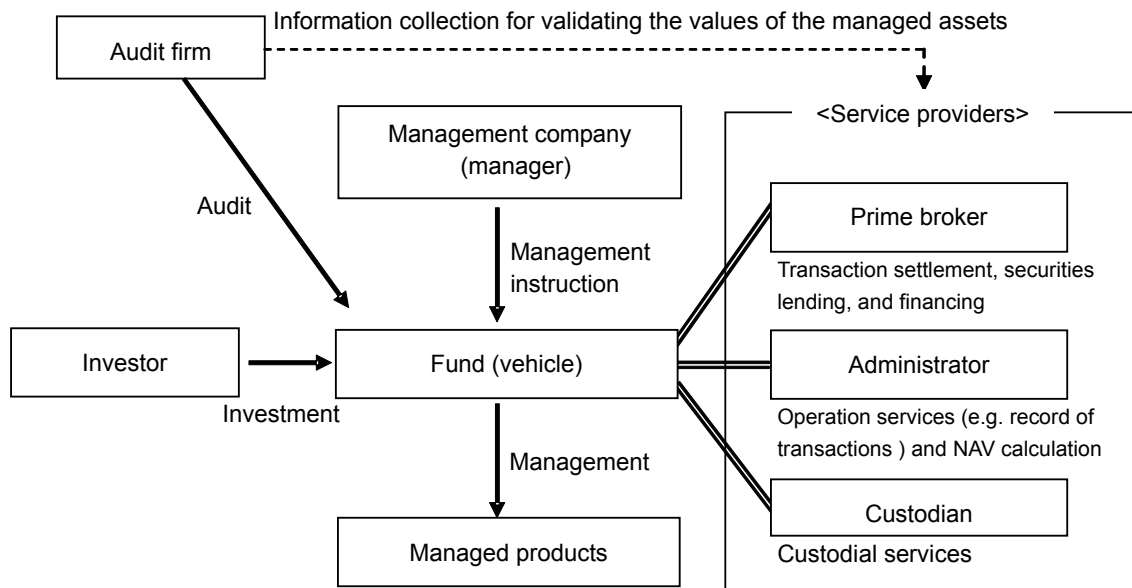 Information collection for validating the values of the managed assets
Audit firm
<Service providers>
Management company
(manager)
Audit
Prime broker
Management
instruction
Transaction settlement, securities
lending, and financing
Investor
Fund (vehicle)
Administrator
Investment
Operation services (e.g. record of
transactions ) and NAV calculation
Management
Custodian
Managed products
Custodial services